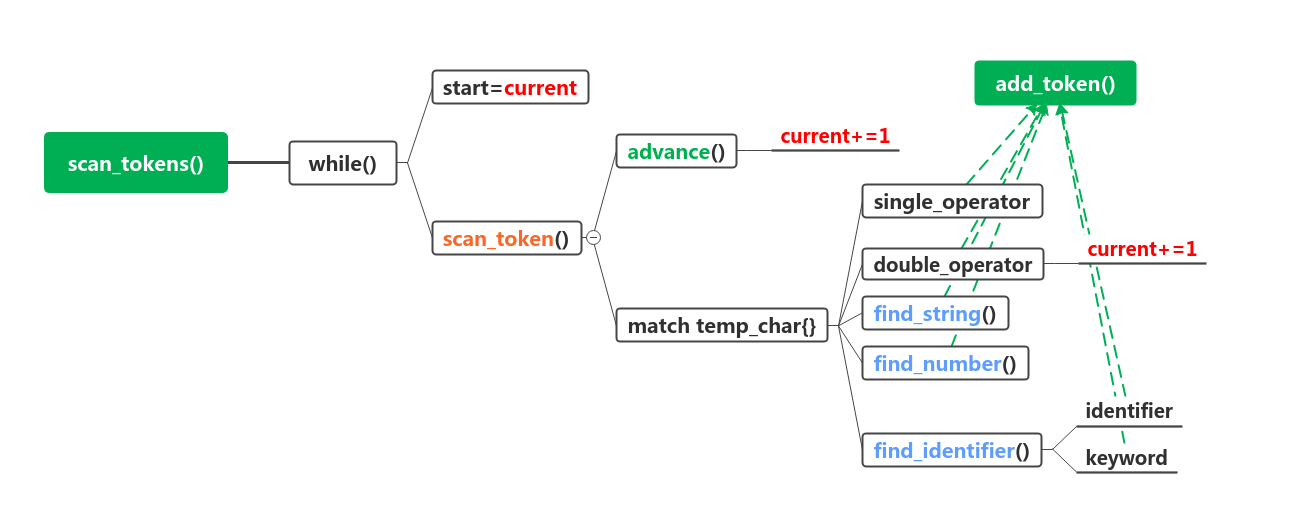 scan_tokens()
while()
start=current
scan_token()
advance()
current+=1
match temp_char{}
add_token()
single_operator
double_operator
current+=1
find_string()
find_number()
find_identifier()
identifier
keyword